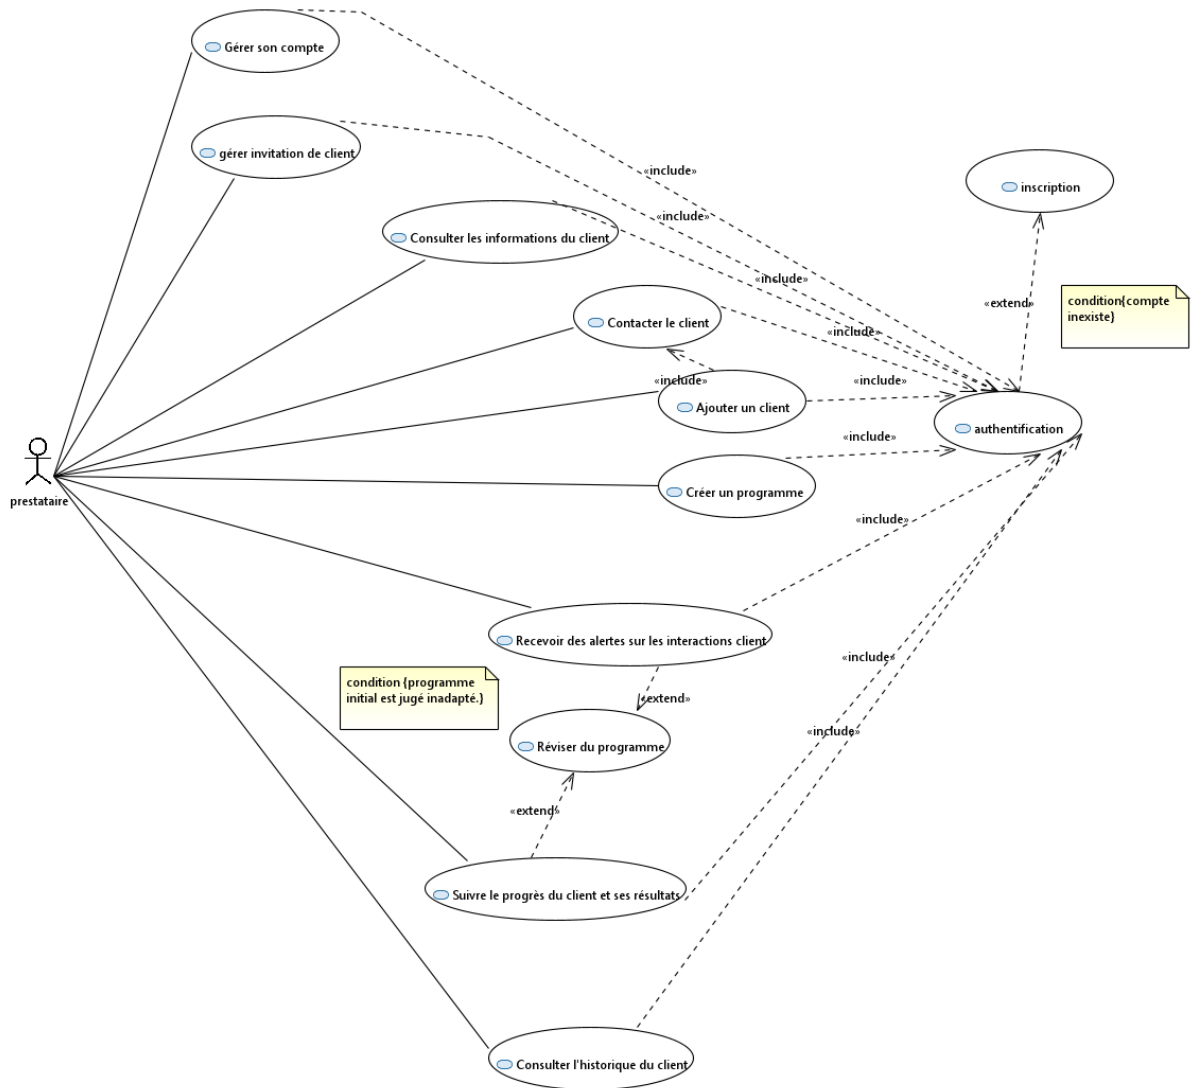 Gérer son compte
gérer invitation de client
«include»
inscription
«include»
Consulter les informations du client
«include»
«extend»
condition{compte
inexiste}
Contacter le client
«include»
«include»
«include»
Ajouter un client
authentification
«include»
Créer un programme
prestataire
«include»
Recevoir des alertes sur les interactions client
«include»
condition {programme
initial est jugé inadapté.}
«extend»
«include»
Réviser du programme
«extend»
Suivre le progrès du client et ses résultats
Consulter l'historique du client